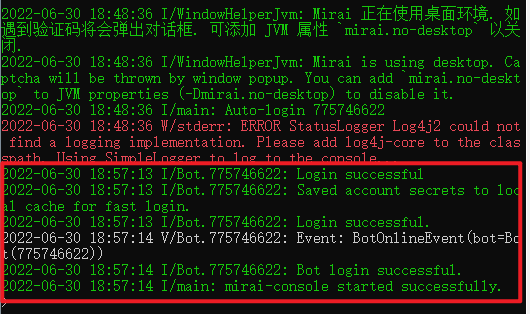 2022-06-30 18:48:36 I/WindowHelperJvm: Mirai 正在使用桌面环境. 如
遇到验证码将会弹出对话框. 可添加 JVM 属性 `mirai.no-desktop` 以关
闭.
2022-06-30 18:48:36 I/WindowHelperJvm: Mirai is using desktop. Ca
ptcha will be thrown by window popup. You can add `mirai.no-deskt
op` to JVM properties (-Dmirai.no-desktop) to disable it.
2022-06-30 18:48:36 I/main: Auto-login 775746622
2022-06-30 18:48:36 W/stderr: ERROR StatusLogger Log4j2 could not
 find a logging implementation. Please add log4j-core to the clas
spath. Using SimpleLogger to log to the console...
2022-06-30 18:57:13 I/Bot.775746622: Login successful
2022-06-30 18:57:13 I/Bot.775746622: Saved account secrets to loc
al cache for fast login.
2022-06-30 18:57:13 I/Bot.775746622: Login successful.
2022-06-30 18:57:14 V/Bot.775746622: Event: BotOnlineEvent(bot=Bo
t(775746622))
2022-06-30 18:57:14 I/Bot.775746622: Bot login successful.
2022-06-30 18:57:14 I/main: mirai-console started successfully.
>